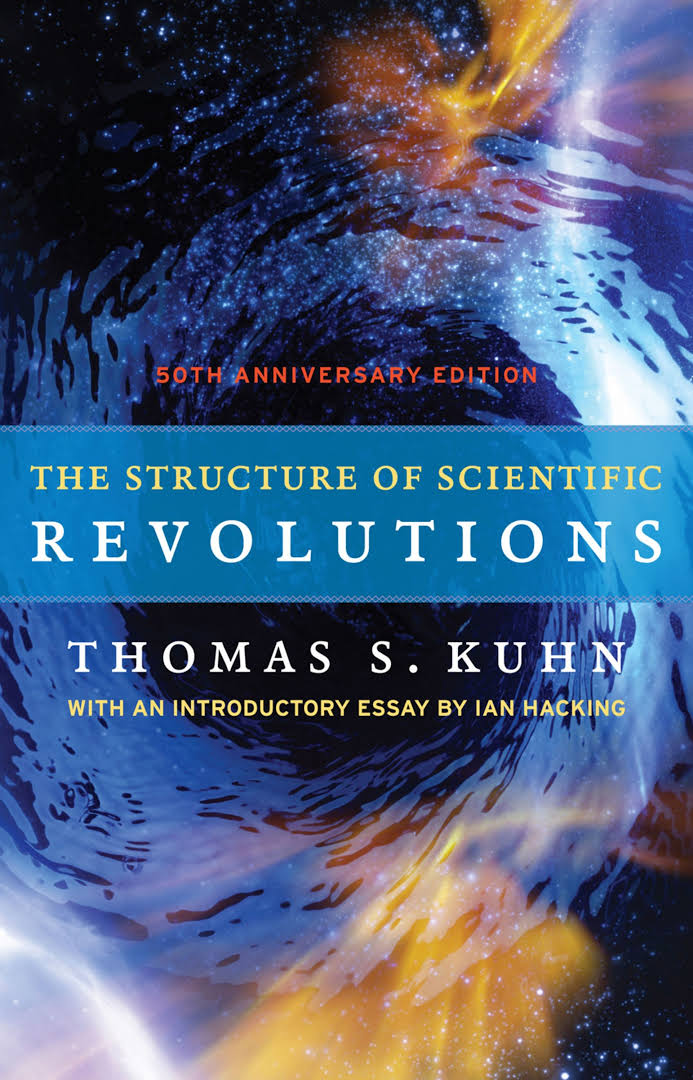 50TH ANNIVERSARY EDITION
THE STRUCTURE OF SCIENTIFIC
REVOLUTIONS
THOMAS S. KUHN
WITH AN INTRODUCTORY ESSAY BY IAN HACKING